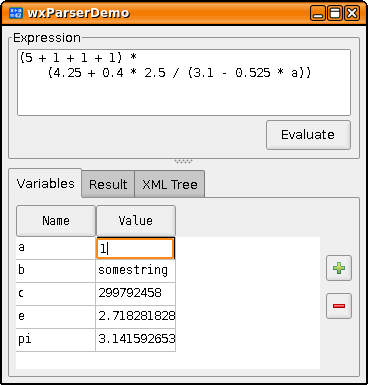 wxParserDemo
Expression
(5 + 1 + 1 + 1) *
(4.25 + 0.4 * 2.5 / (3.1 - 0.525 * a))
Evaluate
Variables Result XML Tree
Name Value
a 1
b somestring
c 299792458
e 2.718281828
pi 3.141592653